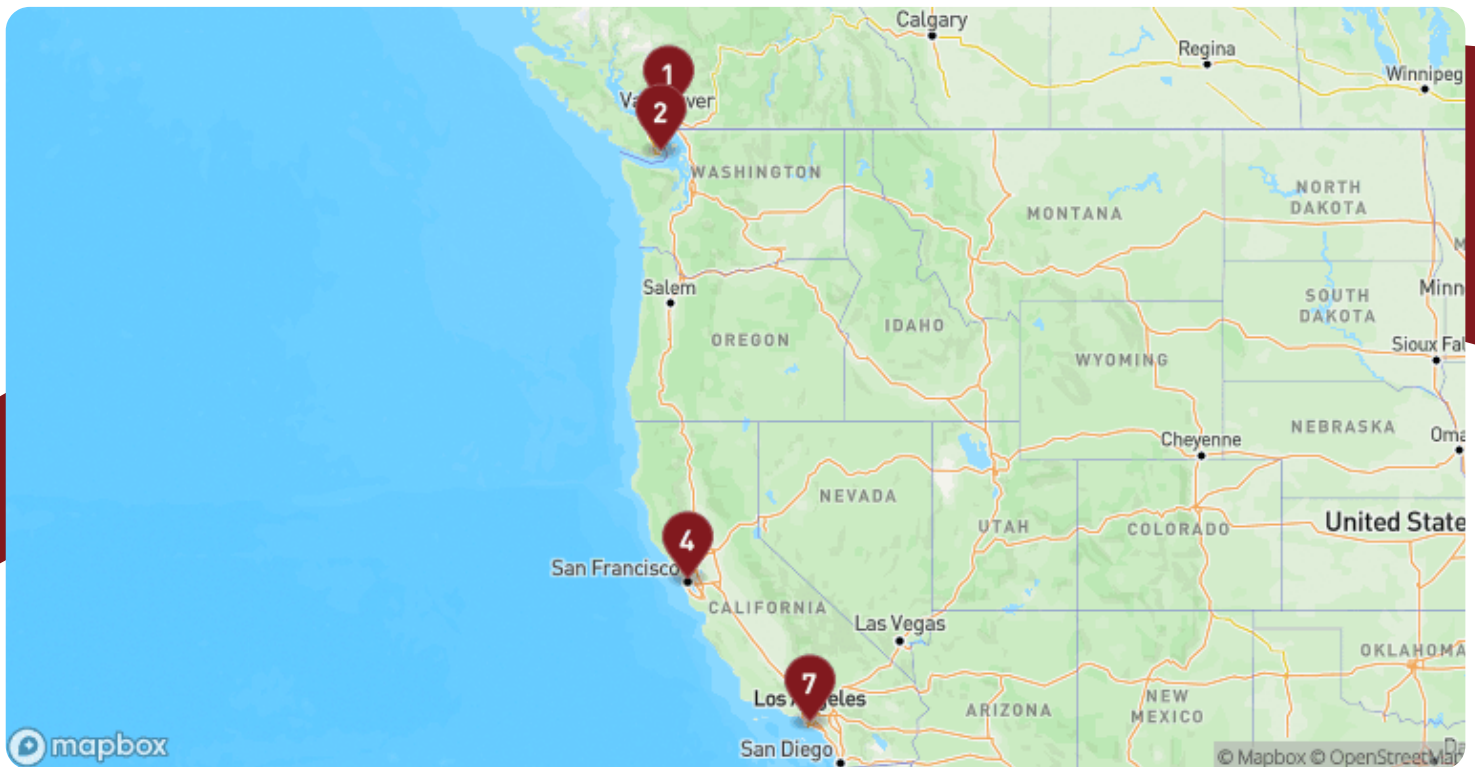 Calgary
Regina
Winnipeg
1
2
WASHINGTON
NORTH
DAKOTA
MONTANA
Salem
SOUTH
DAKOTA
Minn
IDAHO
OREGON
WYOMING
Sioux Fal
NEBRASKA
Oma
Cheyenne
NEVADA
UTAH
COLORADO
United State
4
San Francisco
CALIFORNIA
Las Vegas
OKLAHOMA
7
Los Angeles
ARIZONA
NEW
MEXICO
San Diego
mapbox
© Mapbox © OpenStreetMap